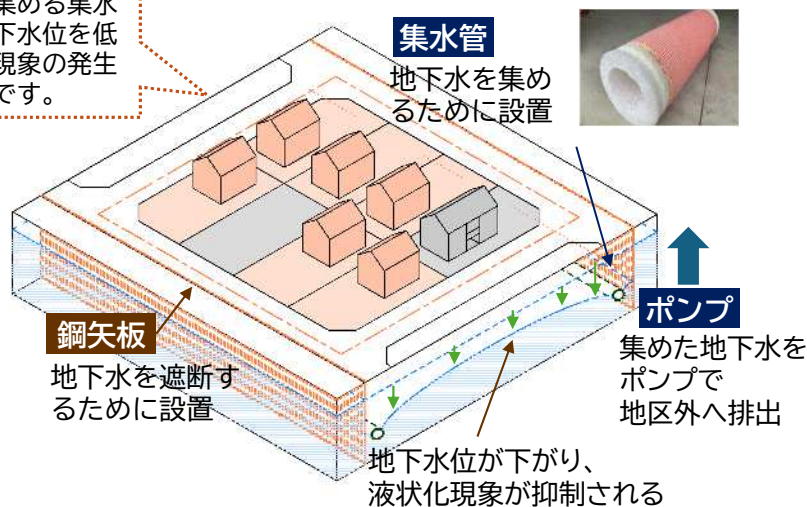 集める集水
下水位を低
現象の発生
です。
集水管
地下水を集め
るために設置
鋼矢板
地下水を遮断す
るために設置
ポンプ
集めた地下水を
ポンプで
地区外へ排出
地下水位が下がり、
液状化現象が抑制される